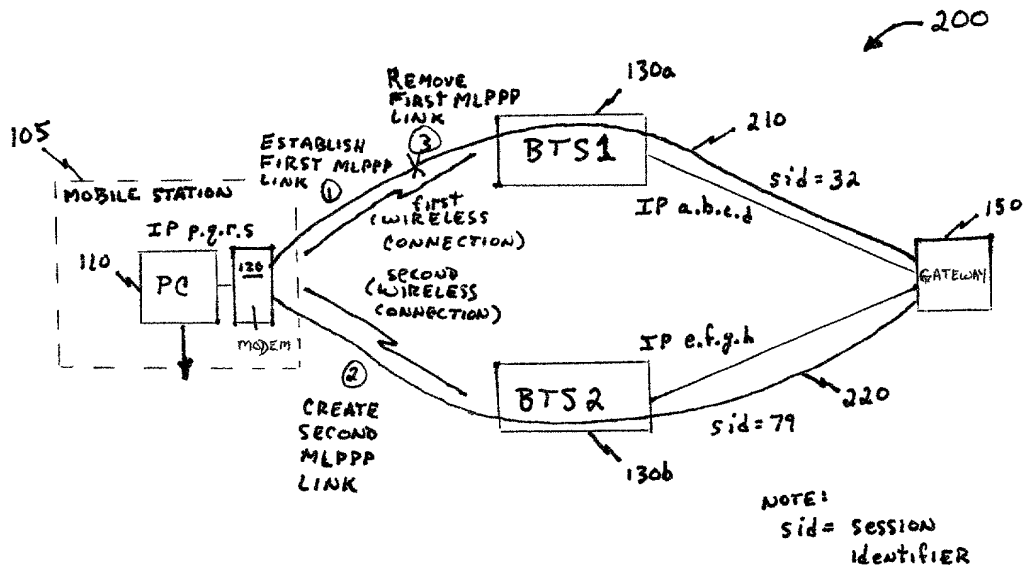 200
130a
REMOVE
FIRST MLPPP
LINK
3
210
105
ESTABLISH
FIRST MLPPP
LINK 1
BTS1
sid = 32
MOBILE STATION
first
(WIRELESS
CONNECTION)
IP a.b.c.d
150
IP p.q.r.s
110
PC
120
MODEM
GATEWAY
second
(WIRELESS
CONNECTION)
IP e.f.g.h
2
CREATE
SECOND
MLPPP
LINK
BTS2
220
sid = 79
130b
NOTE:
sid = SESSION
IDENTIFIER